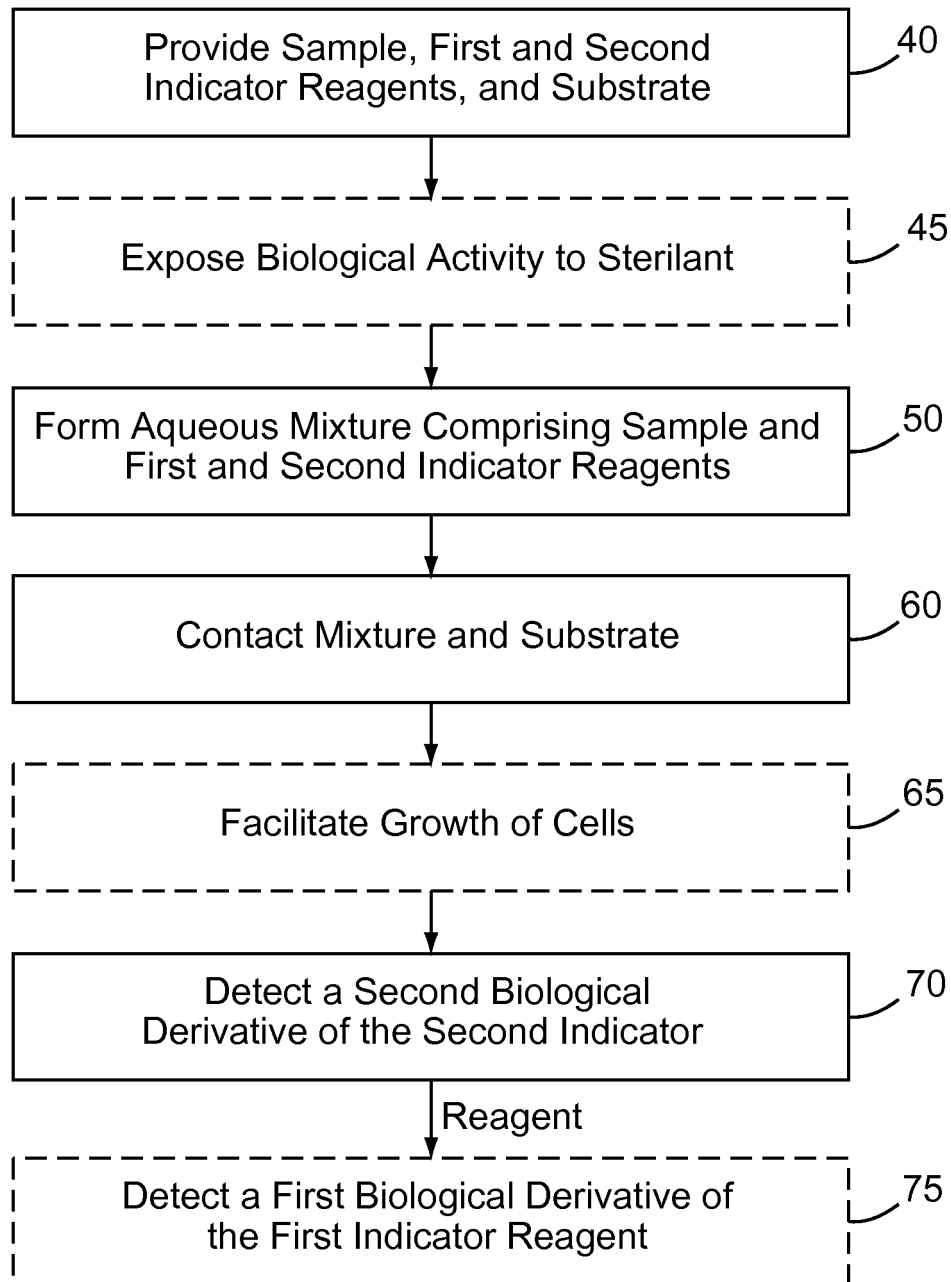 Provide Sample, First and Second
Indicator Reagents, and Substrate
40
Expose Biological Activity to Sterilant
45
Form Aqueous Mixture Comprising Sample and
First and Second Indicator Reagents
50
Contact Mixture and Substrate
60
Facilitate Growth of Cells
65
Detect a Second Biological
Derivative of the Second Indicator
70
Reagent
Detect a First Biological Derivative of
the First Indicator Reagent
75